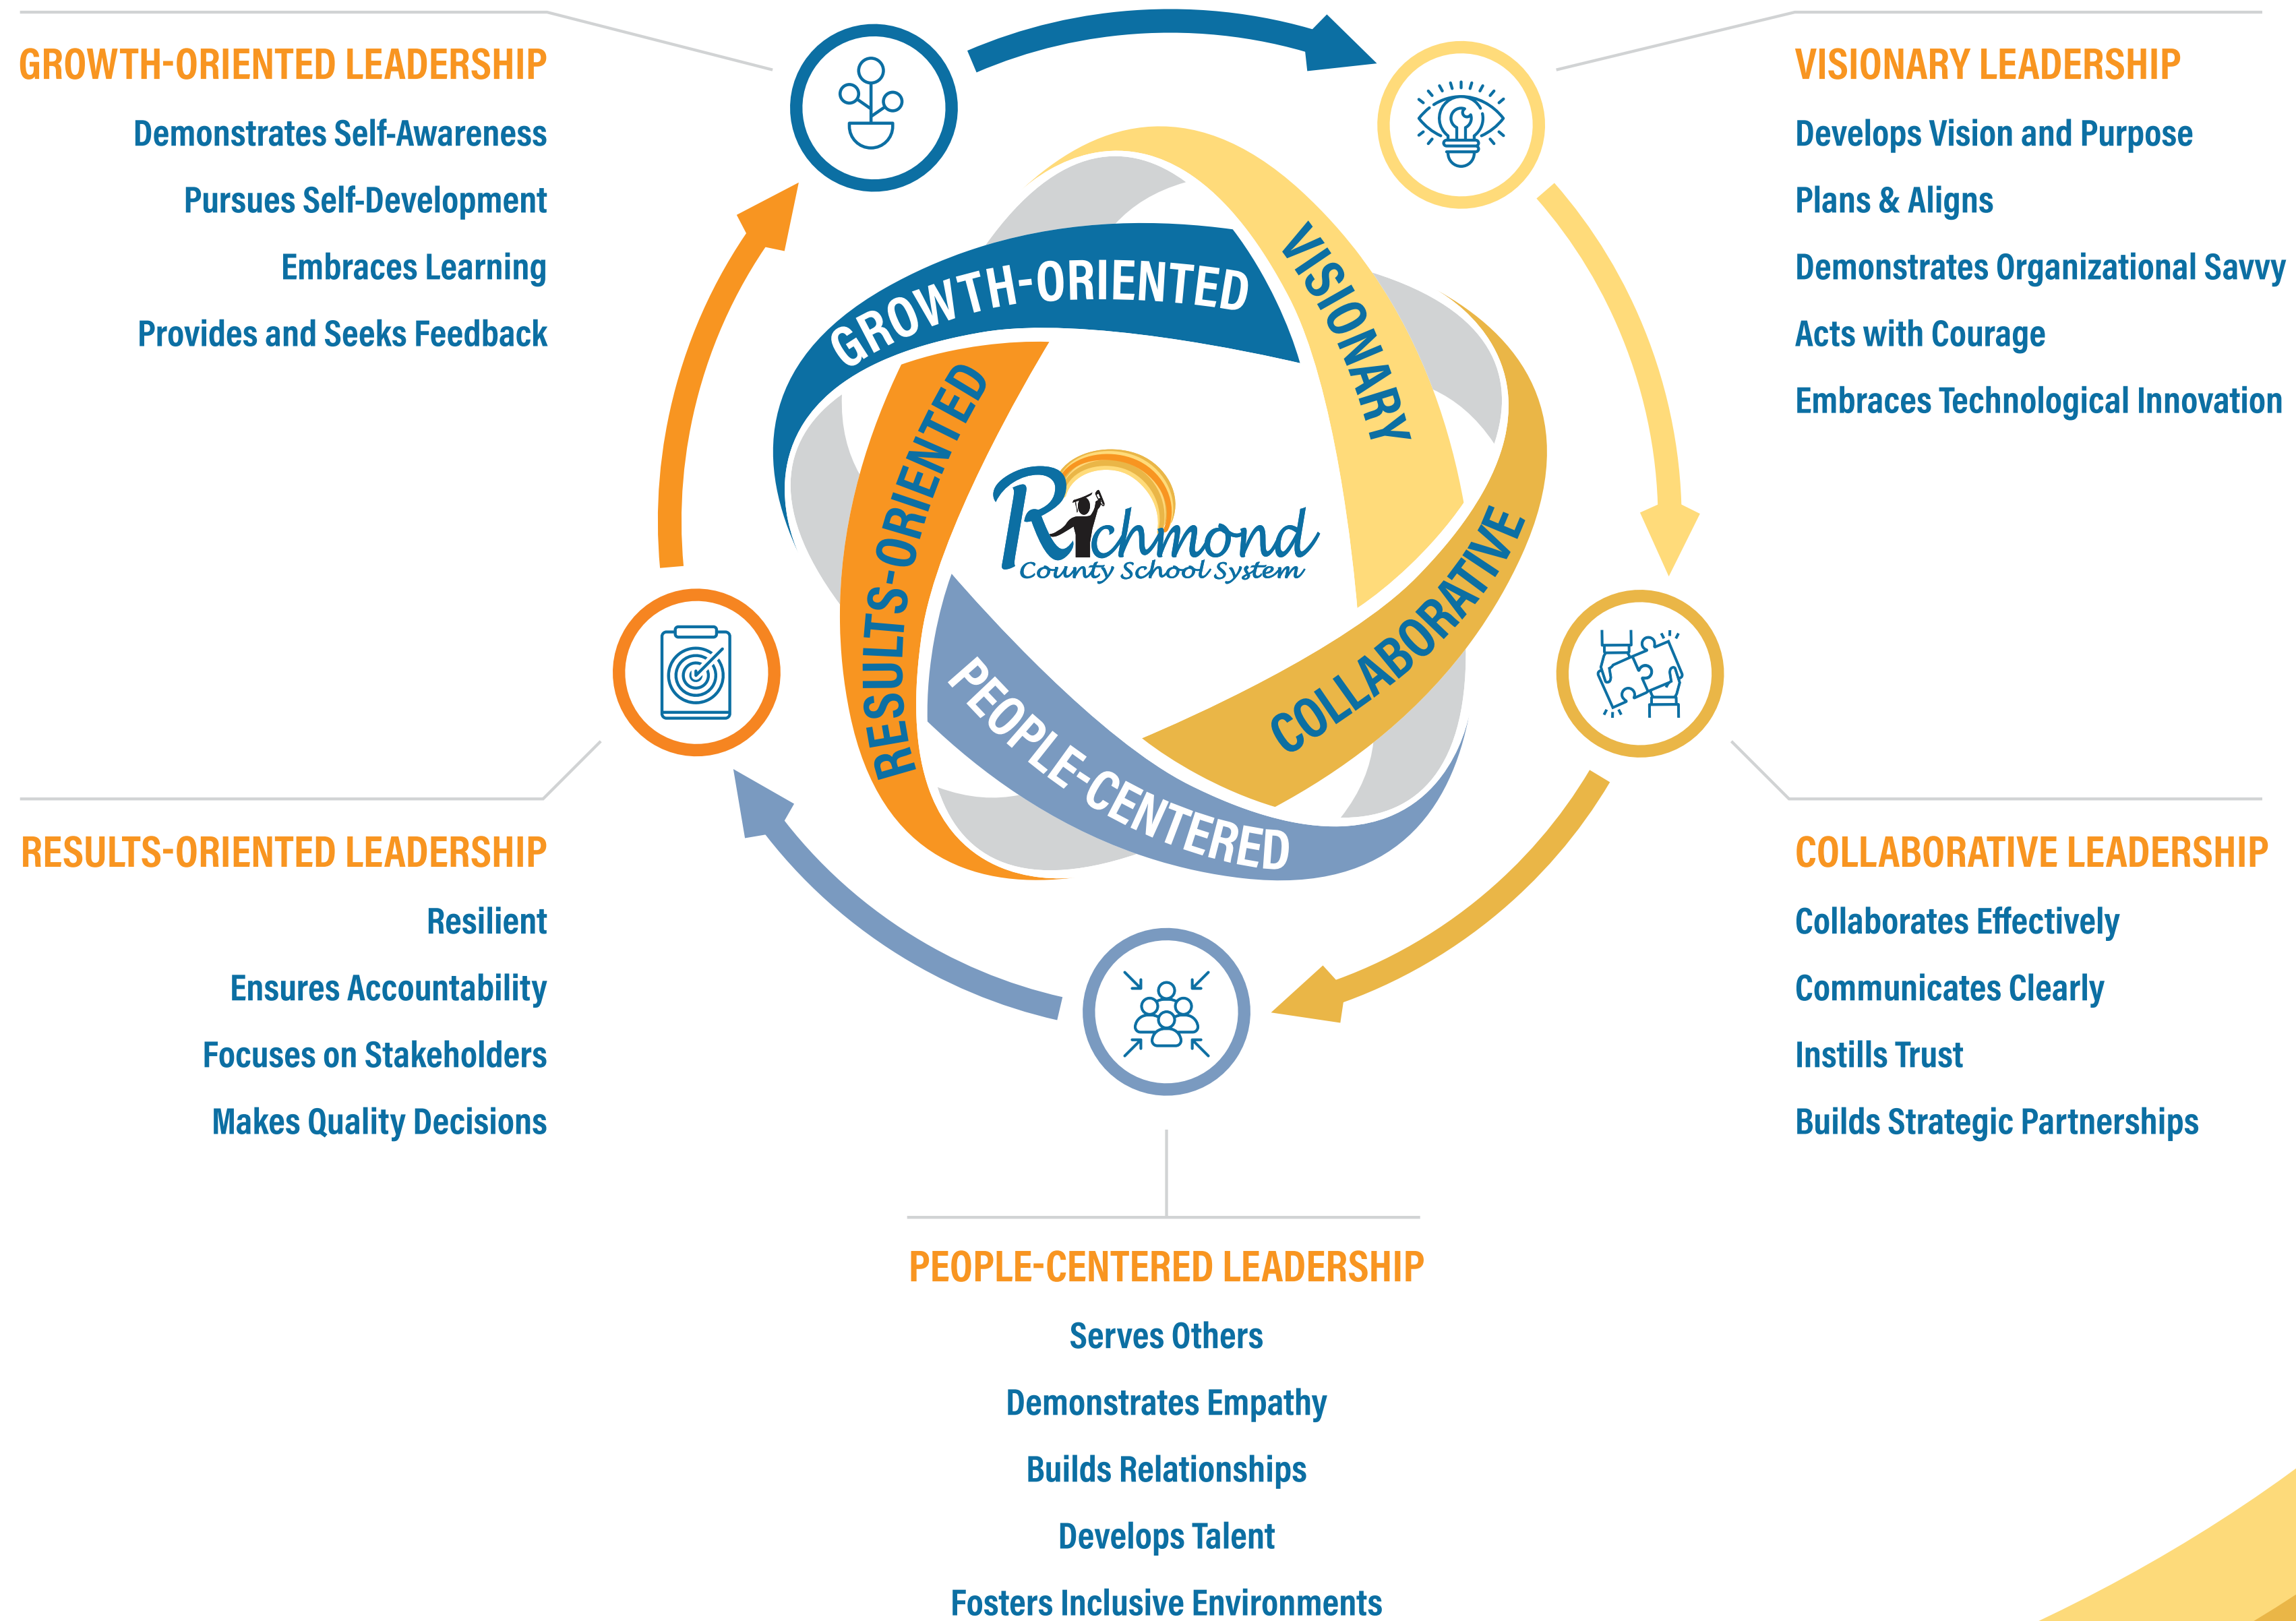 GROWTH-ORIENTED LEADERSHIP
Demonstrates Self-Awareness
Pursues Self-Development
Embraces Learning
Provides and Seeks Feedback
VISIONARY LEADERSHIP
Develops Vision and Purpose
Plans & Aligns
Demonstrates Organizational Savvy
Acts with Courage
Embraces Technological Innovation
GROWTH-ORIENTED
VISIONARY
COLLABORATIVE
PEOPLE-CENTERED
RESULTS-ORIENTED
Richmond
County School System
RESULTS-ORIENTED LEADERSHIP
Resilient
Ensures Accountability
Focuses on Stakeholders
Makes Quality Decisions
COLLABORATIVE LEADERSHIP
Collaborates Effectively
Communicates Clearly
Instills Trust
Builds Strategic Partnerships
PEOPLE-CENTERED LEADERSHIP
Serves Others
Demonstrates Empathy
Builds Relationships
Develops Talent
Fosters Inclusive Environments